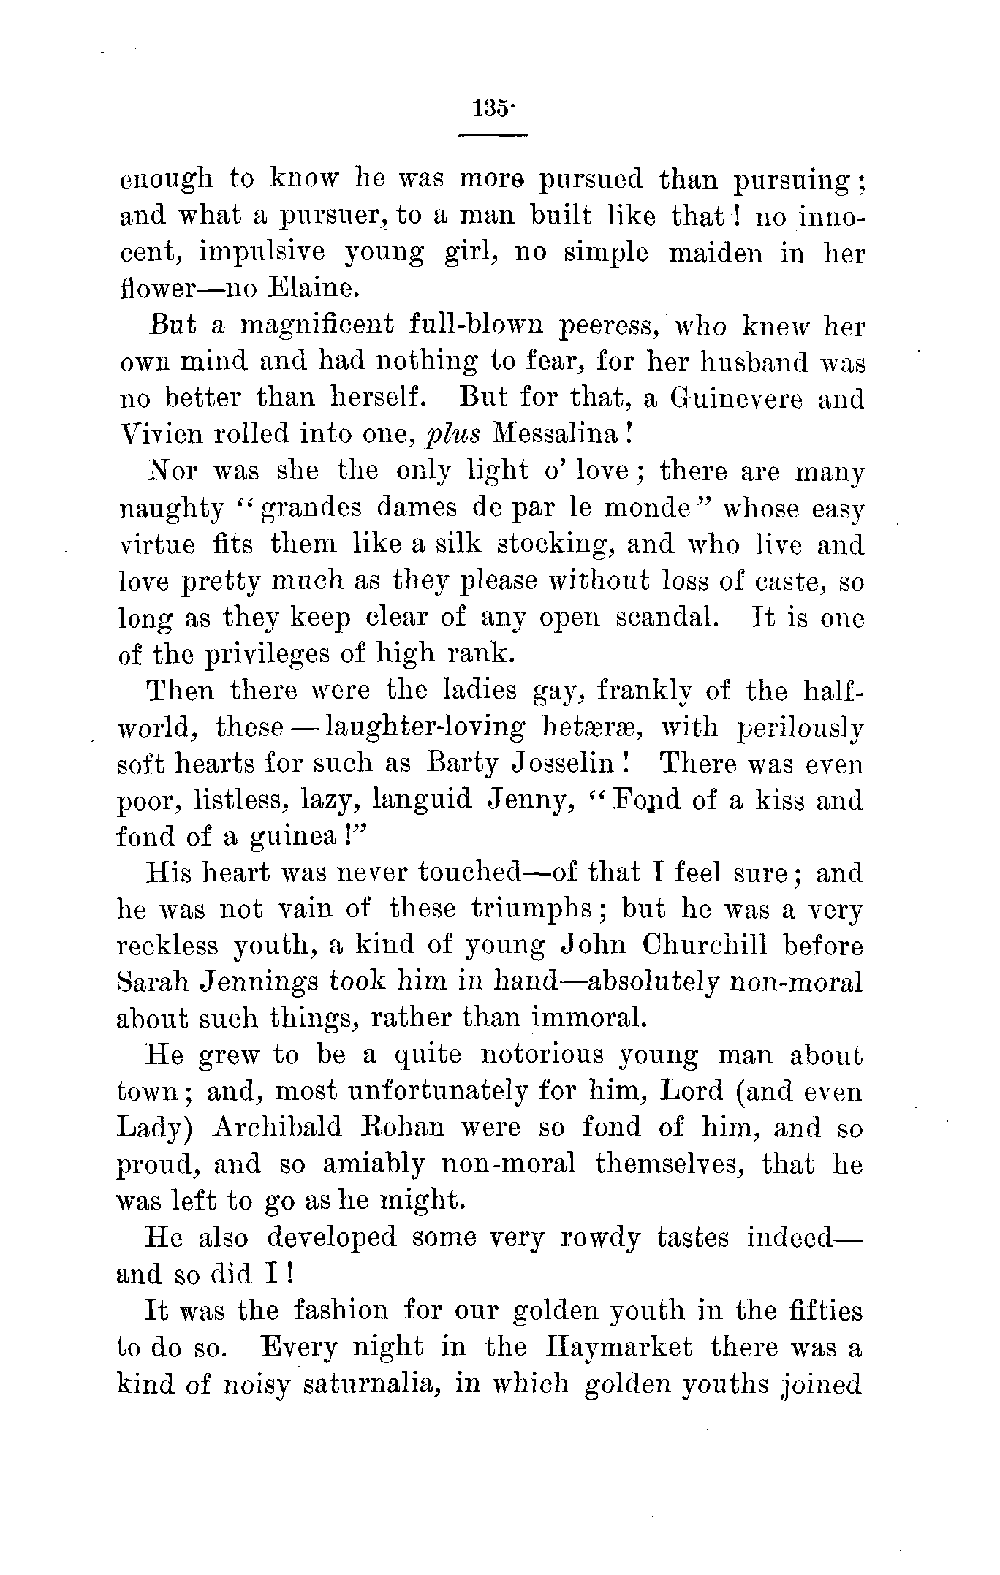 135·
enough to know he was more pursued than pursuing;
and what a pursuer, to a man built like that! no inno-
cent, impulsive young girl, no simple maiden in her
flower—no Elaine.
But a magnificent full-blown peeress, who knew her
own mind and had nothing to fear, for her husband was
no better than herself. But for that, a Guinevere and
Vivien rolled into one, plus Messalina!
Nor was she the only light o' love; there are many
naughty "grandes dames de par le monde" whose easy
virtue fits them like a silk stocking, and who live and
love pretty much as they please without loss of caste, so
long as they keep clear of any open scandal. It is one
of the privileges of high rank.
Then there were the ladies gay, frankly of the half-
world, these—laughter-loving hetæræ, with perilously
soft hearts for such as Barty Josselin! There was even
poor, listless, lazy, languid Jenny, "Fond of a kiss and
fond of a guinea!"
His heart was never touched—of that I feel sure; and
he was not vain of these triumphs; but he was a very
reckless youth, a kind of young John Churchill before
Sarah Jennings took him in hand—absolutely non-moral
about such things, rather than immoral.
He grew to be a quite notorious young man about
town; and, most unfortunately for him, Lord (and even
Lady) Archibald Rohan were so fond of him, and so
proud, and so amiably non-moral themselves, that he
was left to go as he might.
He also developed some very rowdy tastes indeed—
and so did I!
It was the fashion for our golden youth in the fifties
to do so. Every night in the Haymarket there was a
kind of noisy saturnalia, in which golden youths joined